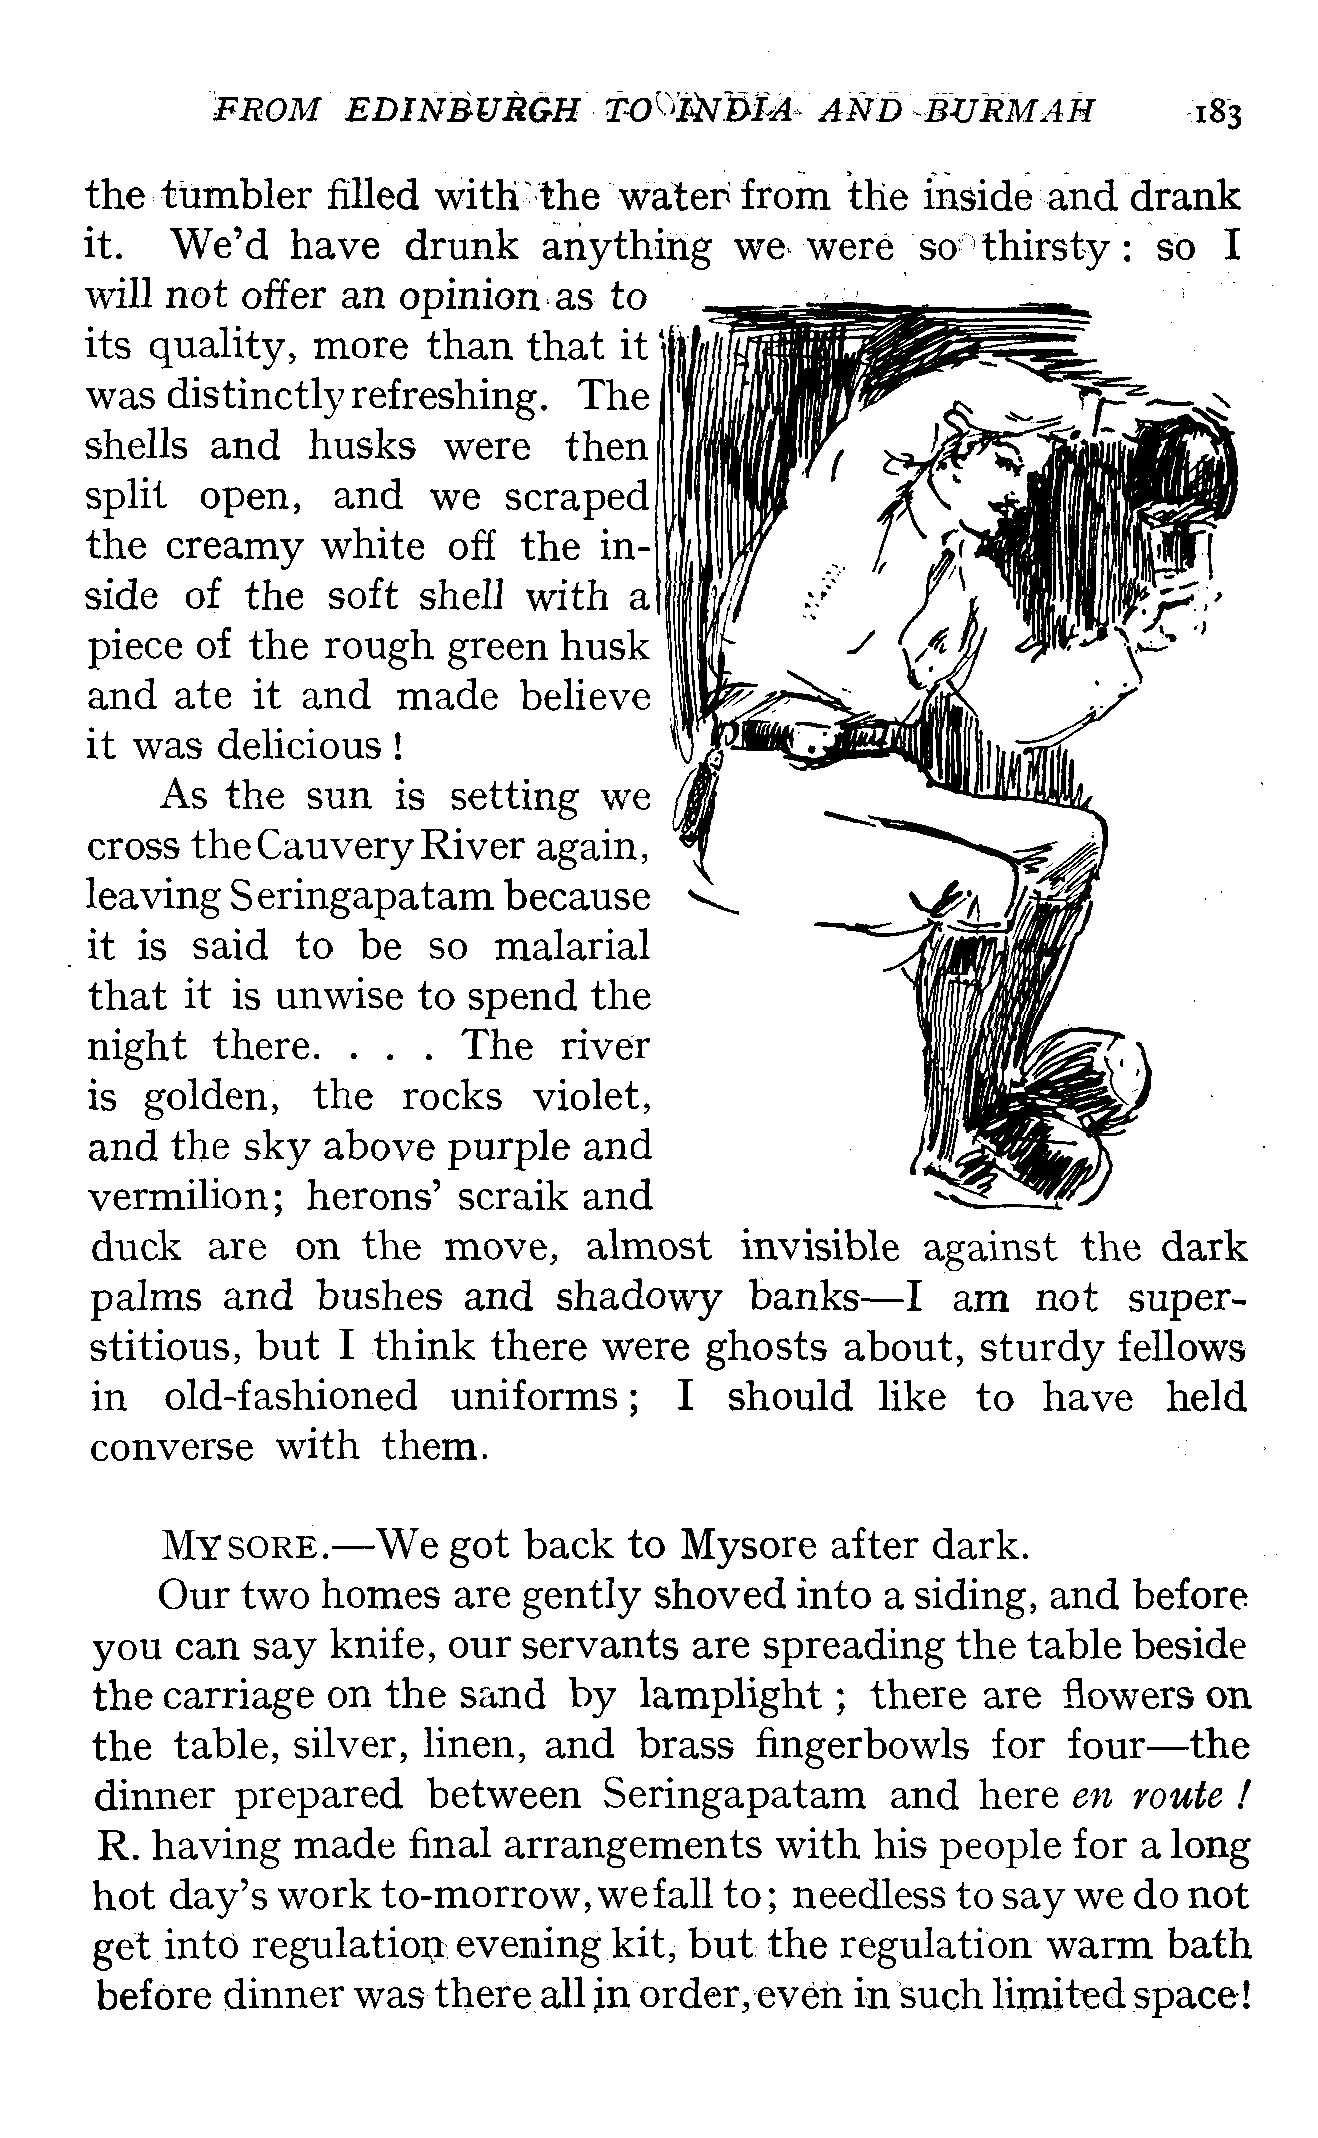 FROM EDINBURGH TO INDIA AND BURMAH 183
the tumbler filled with the water from the inside and drank
it. We'd have drunk anything we were so thirsty : so I
will not offer an opinion as to
its quality, more than that it
was distinctly refreshing. The
shells and husks were then
split open, and we scraped
the creamy white off the in-
side of the soft shell with a
piece of the rough green husk
and ate it and made believe
it was delicious !
As the sun is setting we
cross the Cauvery River again,
leaving Seringapatam because
it is said to be so malarial
that it is unwise to spend the
night there. . . . The river
is golden, the rocks violet,
and the sky above purple and
vermilion; herons' scraik and
duck are on the move, almost invisible against the dark
palms and bushes and shadowy banks—I am not super-
stitious, but I think there were ghosts about, sturdy fellows
in old-fashioned uniforms ; I should like to have held
converse with them.
MYSORE.—We got back to Mysore after dark.
Our two homes are gently shoved into a siding, and before
you can say knife, our servants are spreading the table beside
the carriage on the sand by lamplight ; there are flowers on
the table, silver, linen, and brass fingerbowls for four—the
dinner prepared between Seringapatam and here en route !
R. having made final arrangements with his people for a long
hot day's work to-morrow, we fall to; needless to say we do not
get into regulation evening kit, but the regulation warm bath
before dinner was there all in order, even in such limited space!